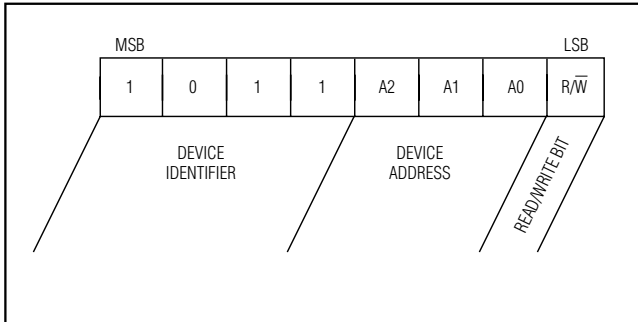 MSB LSB
1 0 1 1 A2 A1 A0 R/W̅
DEVICE IDENTIFIER
DEVICE ADDRESS
READ/WRITE BIT